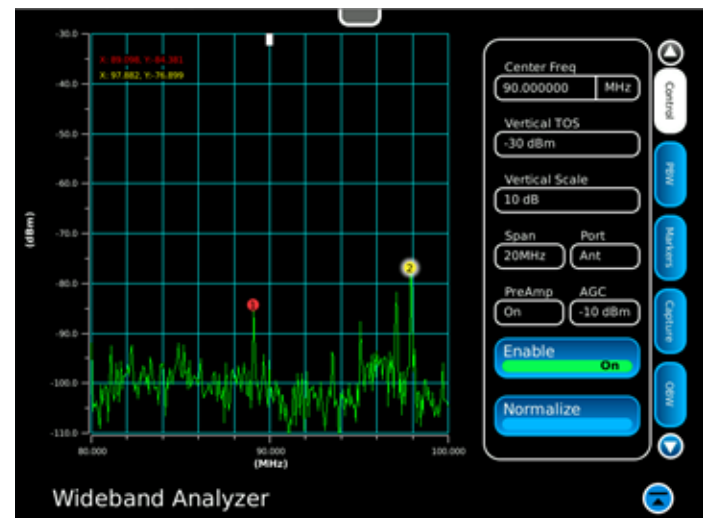 -30.0
X: 89.098, Y:-84.381
X: 97.882, Y:-76.899
-40.0
-50.0
-60.0
-70.0
-80.0
-90.0
-100.0
-110.0
(dBm)
1
2
80.000
90.000
100.000
(MHz)
Center Freq
90.000000
MHz
Vertical TOS
-30 dBm
Vertical Scale
10 dB
Span
Port
20MHz
Ant
PreAmp
AGC
On
-10 dBm
Enable
On
Normalize
Control
PBW
Markers
Capture
OBW
Wideband Analyzer